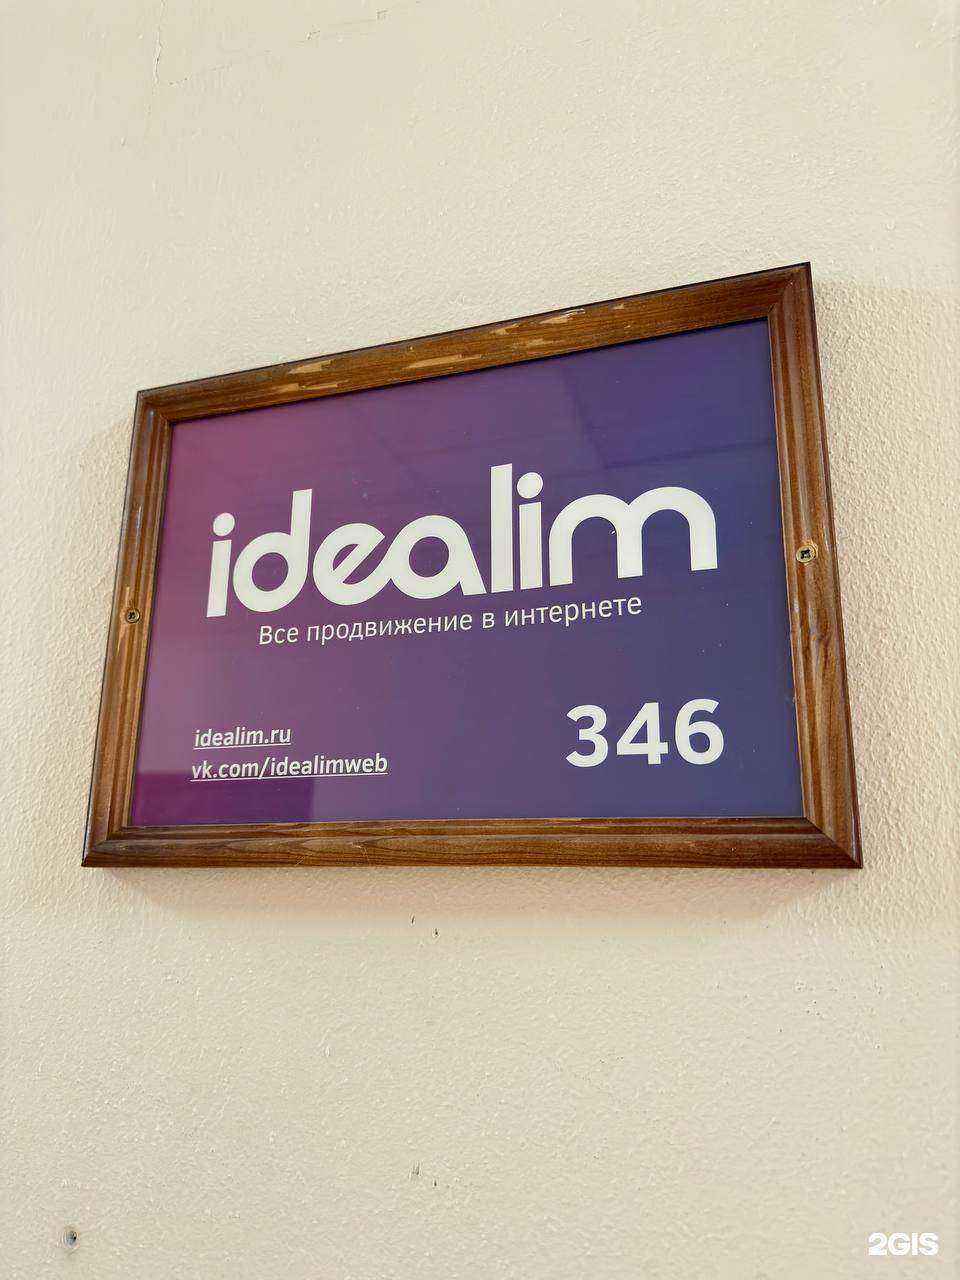 idealim
Все продвижение в интернете
idealim.ru
vk.com/idealimweb
346
2GIS